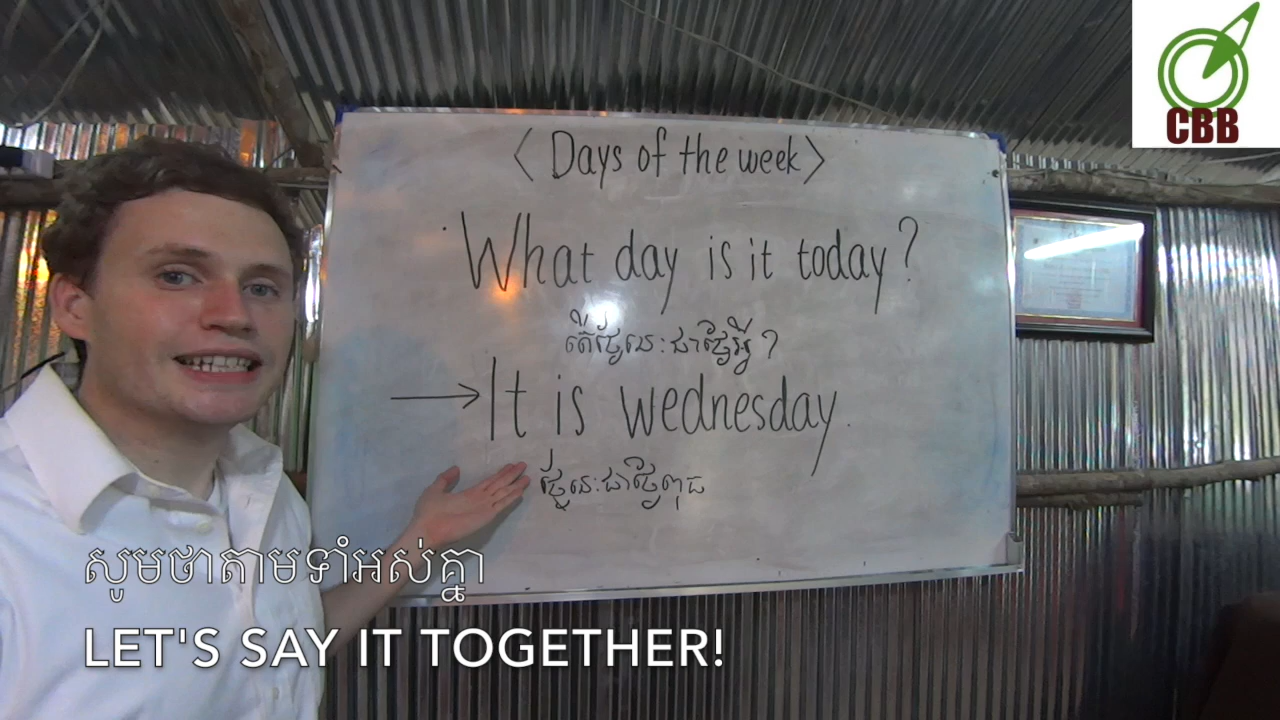 CBB
〈Days of the week〉
What day is it today?
តើថ្ងៃនេះជាថ្ងៃអ្វី?
→It is wednesday.
ថ្ងៃនេះជាថ្ងៃពុធ
សូមថាតាមទាំអស់គ្នា
LET'S SAY IT TOGETHER!